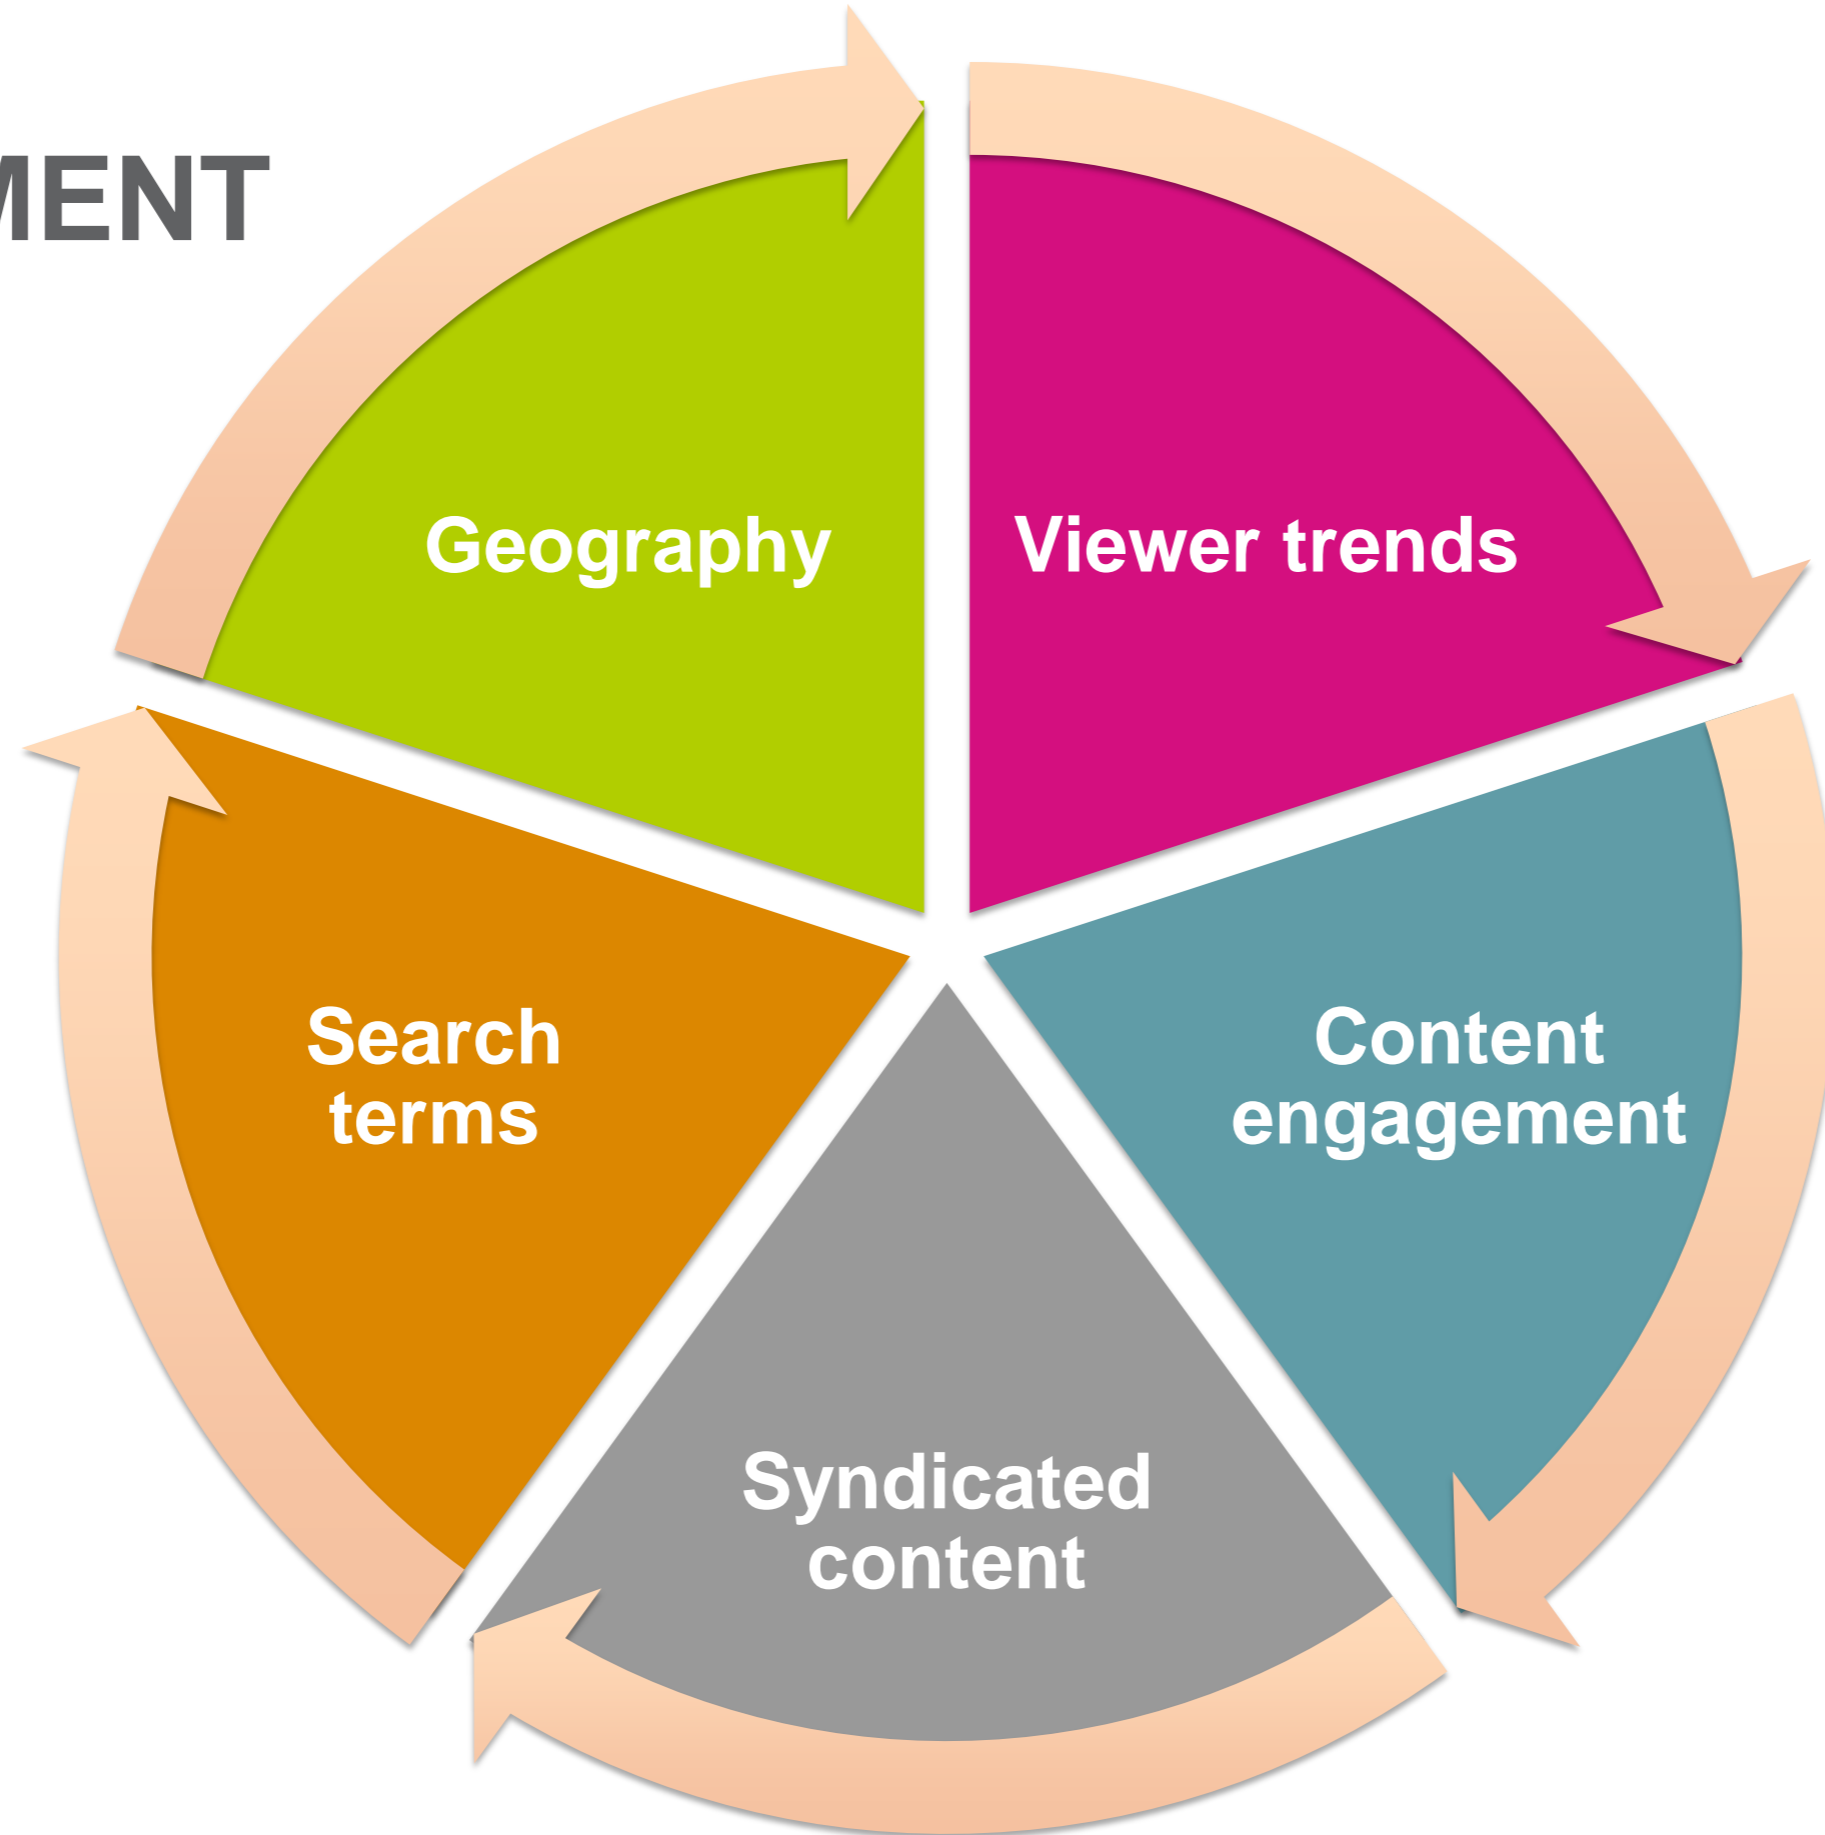 MENT
Geography
Viewer trends
Search
terms
Content
engagement
Syndicated
content